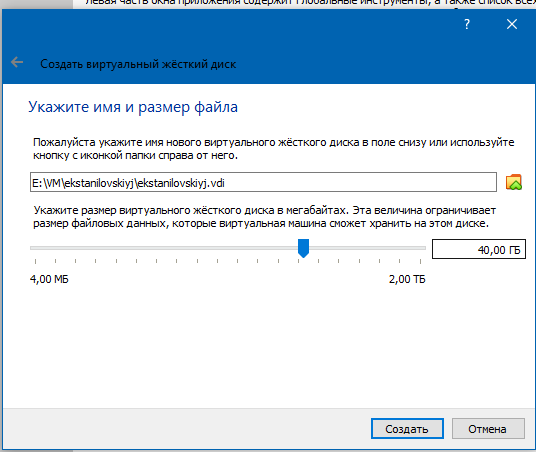 левая часть окна приложения содержит глобальные инструменты, а также список всех
?
Создать виртуальный жёсткий диск
Укажите имя и размер файла
Пожалуйста укажите имя нового виртуального жёсткого диска в поле снизу или используйте
кнопку с иконкой папки справа от него.
E:\VM\ekstanilovskiyj\ekstanilovskiyj.vdi
Укажите размер виртуального жёсткого диска в мегабайтах. Эта величина ограничивает
размер файловых данных, которые виртуальная машина сможет хранить на этом диске.
40,00 ГБ
4,00 МБ 2,00 ТБ
Создать Отмена